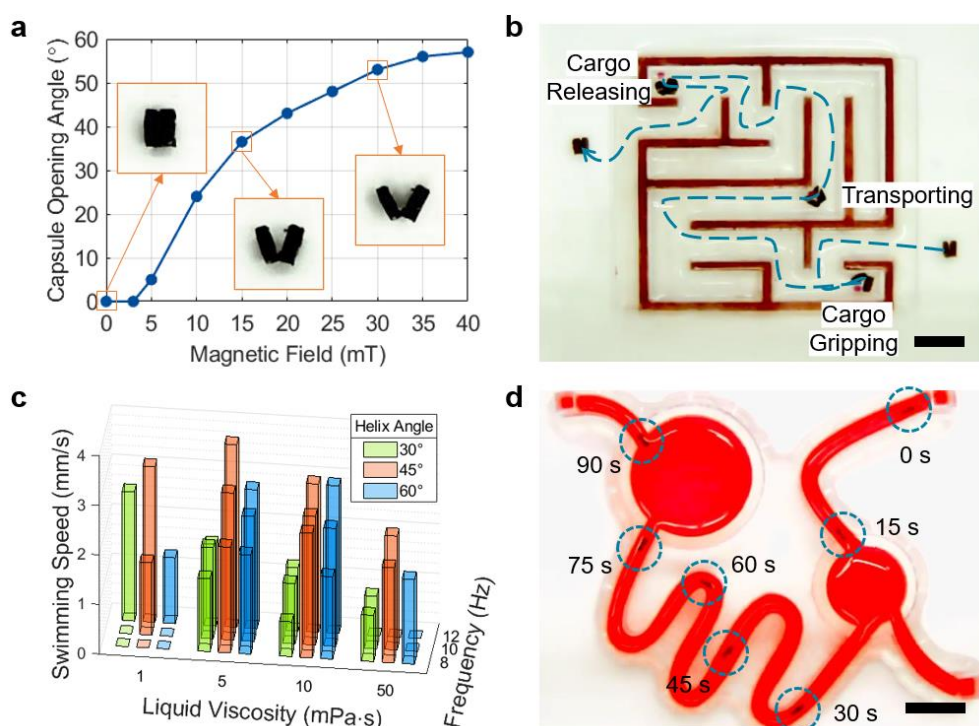 a
60
50
40
30
20
10
0
0 5 10 15 20 25 30 35 40
Capsule Opening Angle (°)
Magnetic Field (mT)
b
Cargo
Releasing
Transporting
Cargo
Gripping
c
Helix Angle
30°
45°
60°
4
3
2
1
0
Swimming Speed (mm/s)
1 5 10 50
Liquid Viscosity (mPa·s)
12
10
8
Frequency (Hz)
d
0 s
90 s
15 s
75 s
60 s
45 s
30 s